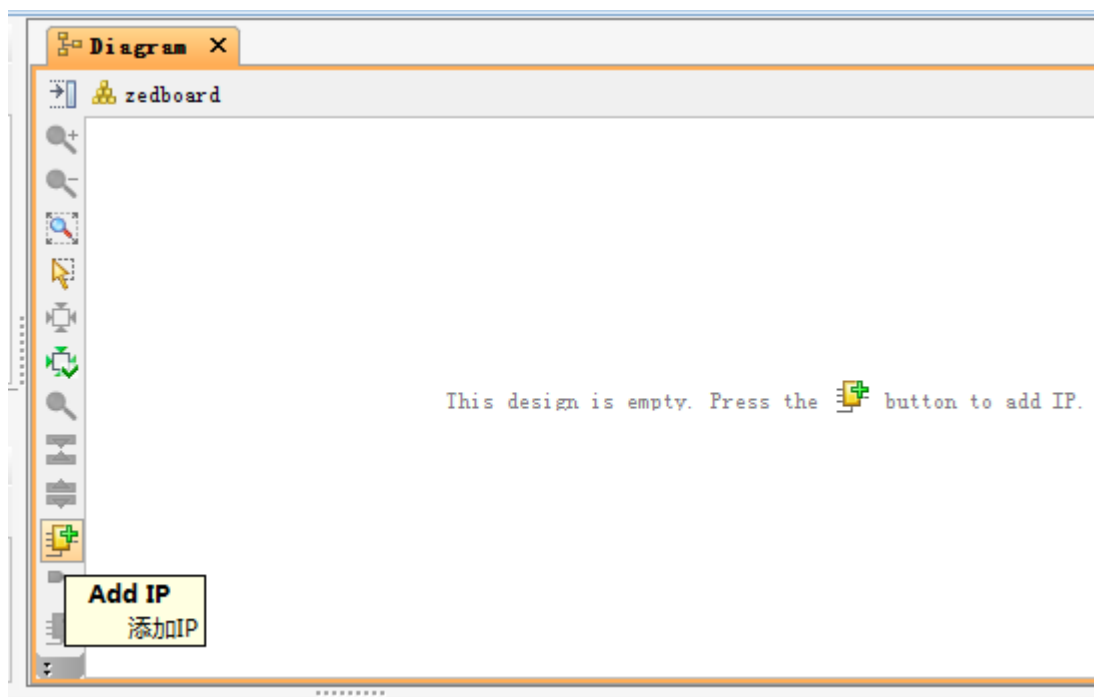 Diagram X
zedboard
This design is empty. Press the button to add IP.
Add IP
添加IP